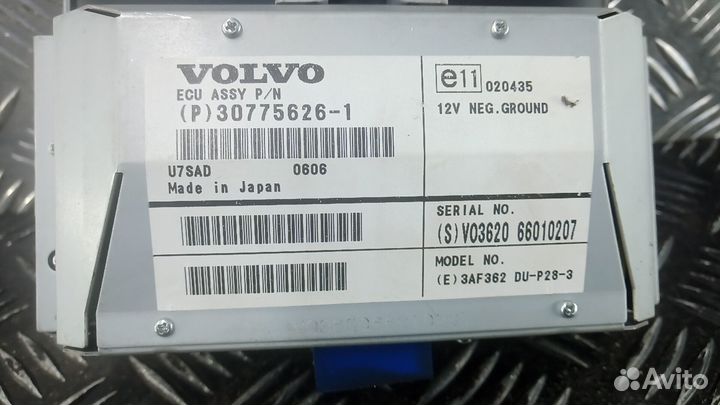 VOLVO
ECU ASSY P/N
(P)30775626-1
U7SAD 0606
Made in Japan
e11 020435
12V NEG.GROUND
SERIAL NO.
(S)V03620 66010207
MODEL NO.
(E)3AF362 DU-P28-3
Avito